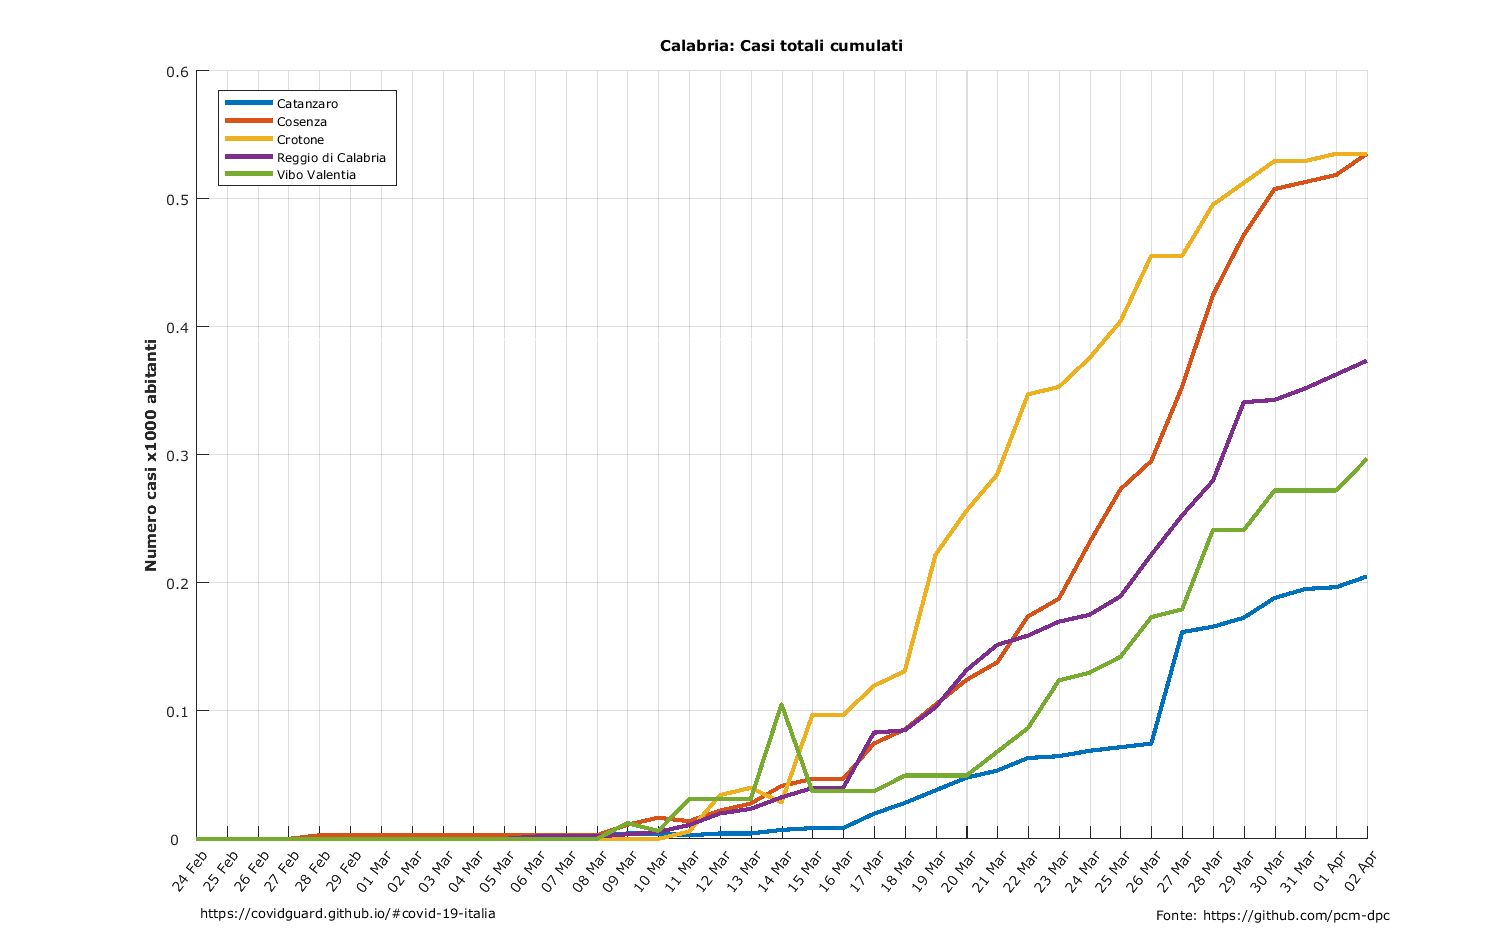 Calabria: Casi totali cumulati
Numero casi x1000 abitanti
0.6
0.5
0.4
0.3
0.2
0.1
0
Catanzaro
Cosenza
Crotone
Reggio di Calabria
Vibo Valentia
24 Feb
25 Feb
26 Feb
27 Feb
28 Feb
29 Feb
01 Mar
02 Mar
03 Mar
04 Mar
05 Mar
06 Mar
07 Mar
08 Mar
09 Mar
10 Mar
11 Mar
12 Mar
13 Mar
14 Mar
15 Mar
16 Mar
17 Mar
18 Mar
19 Mar
20 Mar
21 Mar
22 Mar
23 Mar
24 Mar
25 Mar
26 Mar
27 Mar
28 Mar
29 Mar
30 Mar
31 Mar
01 Apr
02 Apr
https://covidguard.github.io/#covid-19-italia
Fonte: https://github.com/pcm-dpc